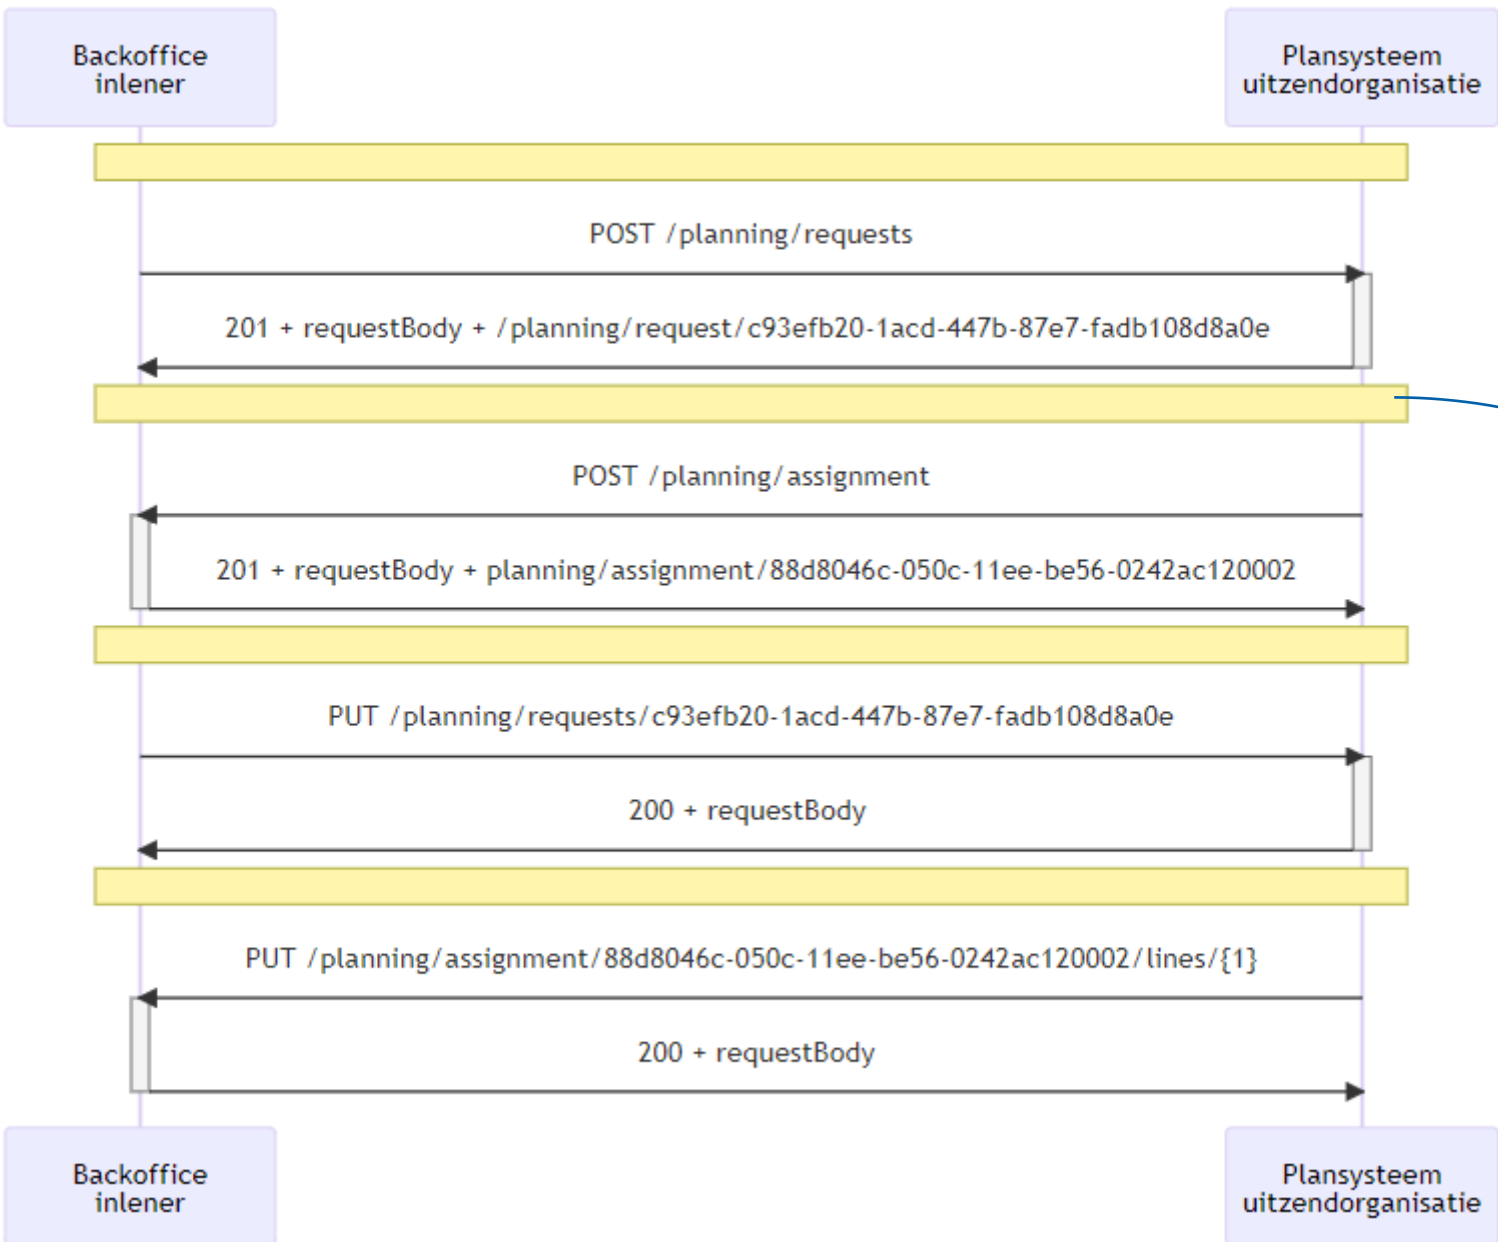 Backoffice
inlener
Plansysteem
uitzendorganisatie
POST /planning/requests
201 + requestBody + /planning/request/c93efb20-1acd-447b-87e7-fadb108d8a0e
POST /planning/assignment
201 + requestBody + planning/assignment/88d8046c-050c-11ee-be56-0242ac120002
PUT /planning/requests/c93efb20-1acd-447b-87e7-fadb108d8a0e
200 + requestBody
PUT /planning/assignment/88d8046c-050c-11ee-be56-0242ac120002/lines/{1}
200 + requestBody
Backoffice
inlener
Plansysteem
uitzendorganisatie